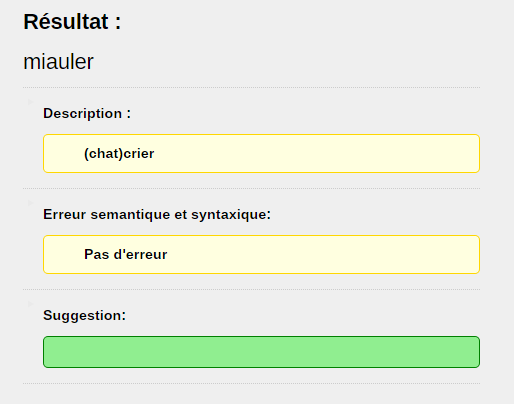 Résultat :
miauler
Description :
(chat)crier
Erreur semantique et syntaxique:
Pas d'erreur
Suggestion: